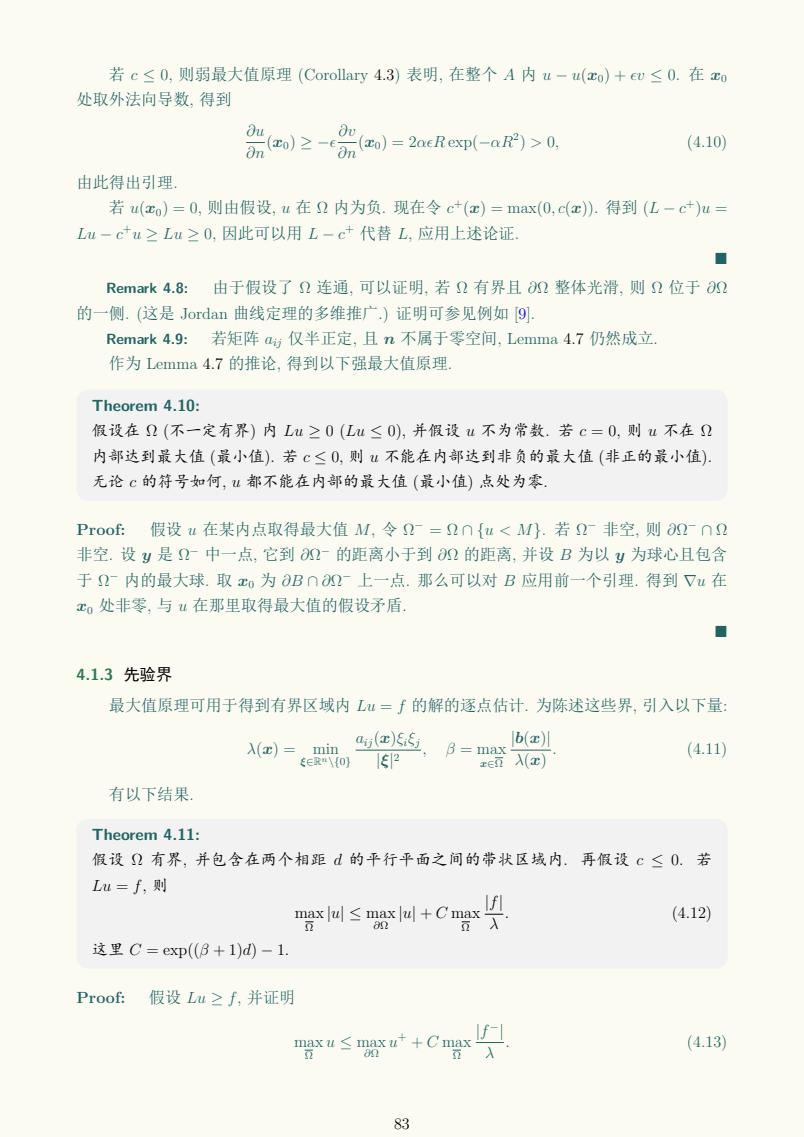 若 c ≤ 0, 则弱最大值原理 (Corollary 4.3) 表明, 在整个 A 内 u − u(x₀) + ϵv ≤ 0. 在 x₀
处取外法向导数, 得到
∂u/∂n (x₀) ≥ −ϵ ∂v/∂n (x₀) = 2αϵR exp(−αR²) > 0, (4.10)
由此得出引理.
若 u(x₀) = 0, 则由假设, u 在 Ω 内为负. 现在令 c⁺(x) = max(0, c(x)). 得到 (L − c⁺)u =
Lu − c⁺u ≥ Lu ≥ 0, 因此可以用 L − c⁺ 代替 L, 应用上述论证.
■
Remark 4.8: 由于假设了 Ω 连通, 可以证明, 若 Ω 有界且 ∂Ω 整体光滑, 则 Ω 位于 ∂Ω
的一侧. (这是 Jordan 曲线定理的多维推广.) 证明可参见例如 [9].
Remark 4.9: 若矩阵 aᵢⱼ 仅半正定, 且 n 不属于零空间, Lemma 4.7 仍然成立.
作为 Lemma 4.7 的推论, 得到以下强最大值原理.
Theorem 4.10:
假设在 Ω (不一定有界) 内 Lu ≥ 0 (Lu ≤ 0), 并假设 u 不为常数. 若 c = 0, 则 u 不在 Ω
内部达到最大值 (最小值). 若 c ≤ 0, 则 u 不能在内部达到非负的最大值 (非正的最小值).
无论 c 的符号如何, u 都不能在内部的最大值 (最小值) 点处为零.
Proof: 假设 u 在某内点取得最大值 M, 令 Ω⁻ = Ω ∩ {u < M}. 若 Ω⁻ 非空, 则 ∂Ω⁻ ∩ Ω
非空. 设 y 是 Ω⁻ 中一点, 它到 ∂Ω⁻ 的距离小于到 ∂Ω 的距离, 并设 B 为以 y 为球心且包含
于 Ω⁻ 内的最大球. 取 x₀ 为 ∂B ∩ ∂Ω⁻ 上一点. 那么可以对 B 应用前一个引理. 得到 ∇u 在
x₀ 处非零, 与 u 在那里取得最大值的假设矛盾.
■
4.1.3 先验界
最大值原理可用于得到有界区域内 Lu = f 的解的逐点估计. 为陈述这些界, 引入以下量:
λ(x) = min_{ξ∈ℝⁿ\{0}} aᵢⱼ(x)ξᵢξⱼ/|ξ|², β = max_{x∈Ω̅} |b(x)|/λ(x). (4.11)
有以下结果.
Theorem 4.11:
假设 Ω 有界, 并包含在两个相距 d 的平行平面之间的带状区域内. 再假设 c ≤ 0. 若
Lu = f, 则
max_{Ω̅} |u| ≤ max_{∂Ω} |u| + C max_{Ω̅} |f|/λ. (4.12)
这里 C = exp((β + 1)d) − 1.
Proof: 假设 Lu ≥ f, 并证明
max_{Ω̅} u ≤ max_{∂Ω} u⁺ + C max_{Ω̅} |f⁻|/λ. (4.13)
83